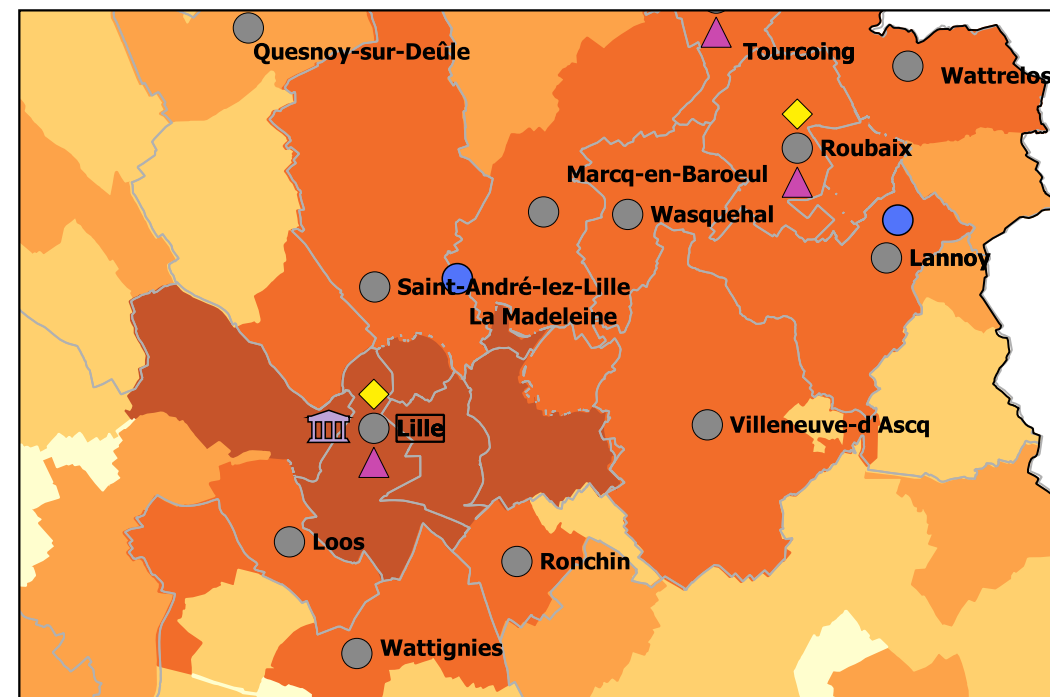 Quesnoy-sur-Deûle
Tourcoing
Wattrelos
Roubaix
Marcq-en-Baroeul
Wasquehal
Lannoy
Saint-André-lez-Lille
La Madeleine
Lille
Villeneuve-d'Ascq
Loos
Ronchin
Wattignies